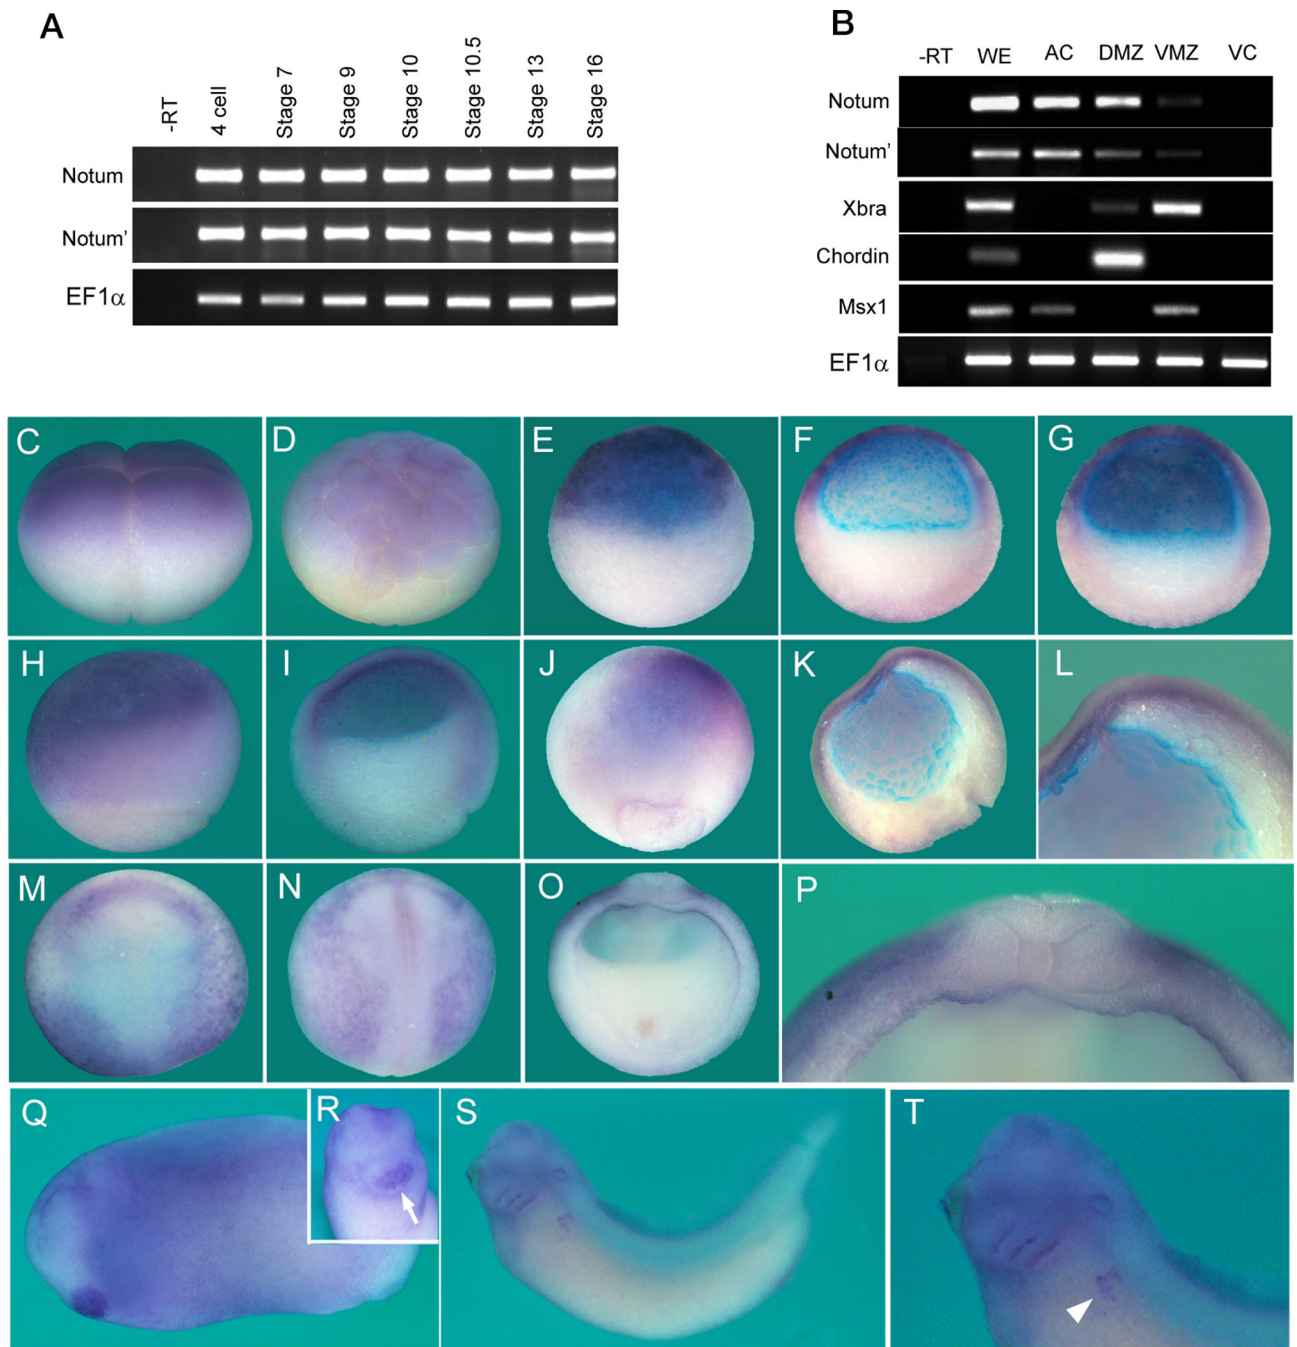 A
-RT
4 cell
Stage 7
Stage 9
Stage 10
Stage 10.5
Stage 13
Stage 16
Notum
Notum’
EF1α
B
-RT WE AC DMZ VMZ VC
Notum
Notum’
Xbra
Chordin
Msx1
EF1α
C D E F G
H I J K L
M N O P
Q R S T